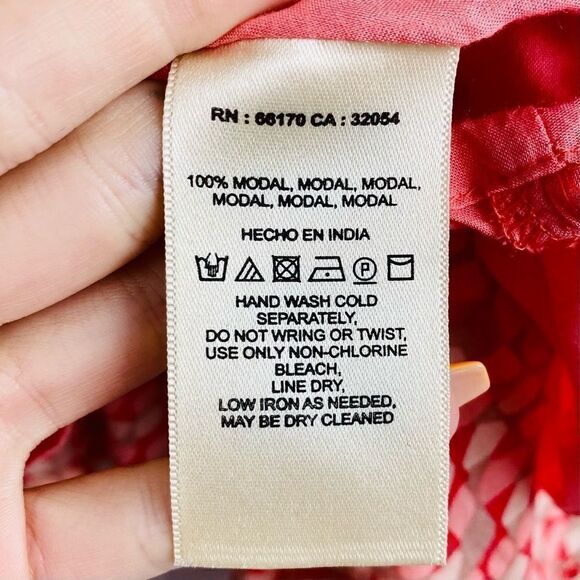 RN : 66170 CA : 32054
100% MODAL, MODAL, MODAL,
MODAL, MODAL, MODAL
HECHO EN INDIA
P
HAND WASH COLD
SEPARATELY,
DO NOT WRING OR TWIST,
USE ONLY NON-CHLORINE
BLEACH,
LINE DRY,
LOW IRON AS NEEDED,
MAY BE DRY CLEANED